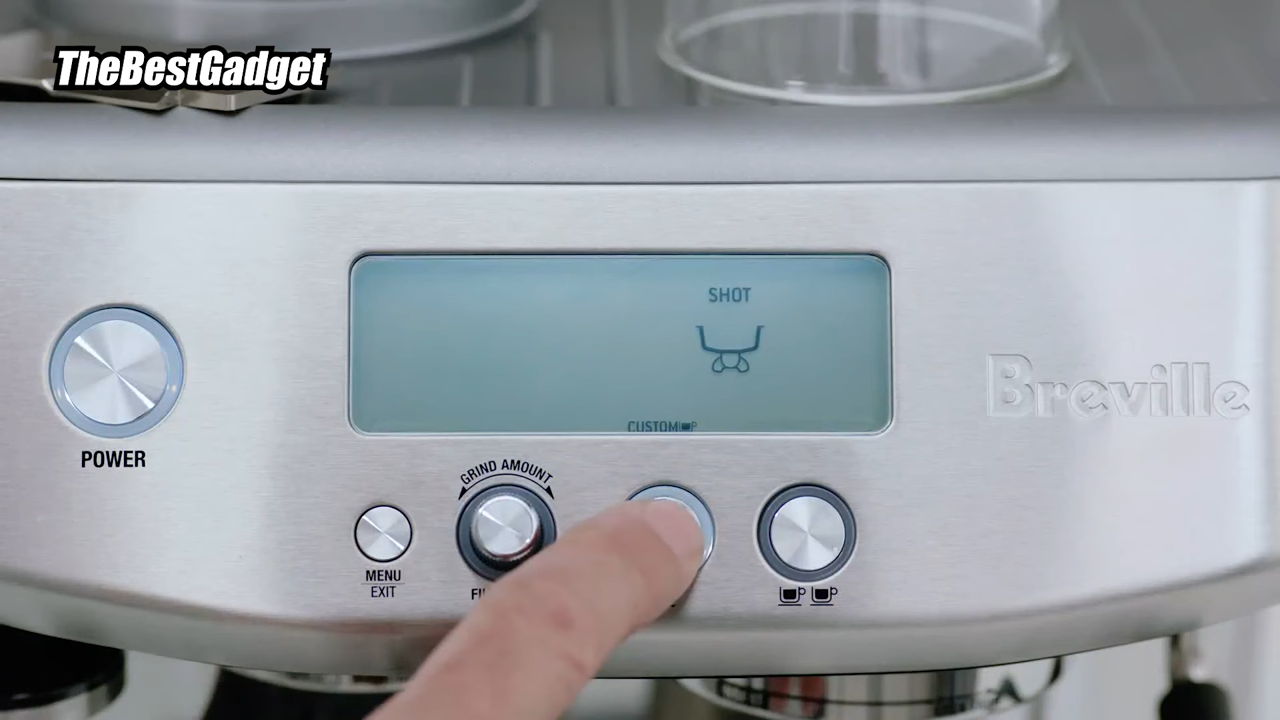 TheBestGadget
SHOT
CUSTOM
Breville
POWER
GRIND AMOUNT
MENU
EXIT